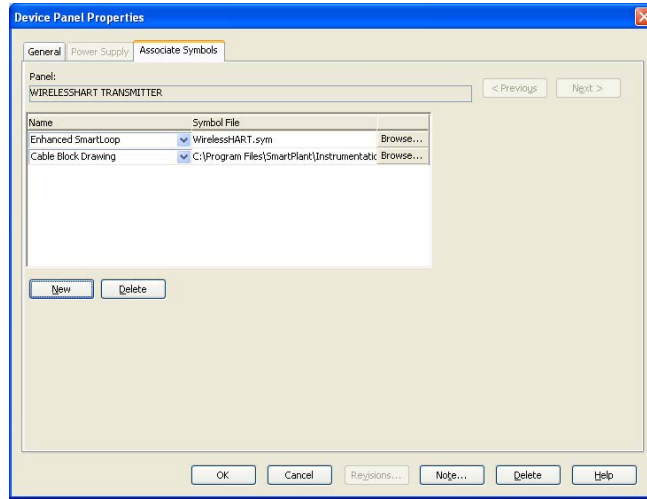 Device Panel Properties
General Power Supply Associate Symbols
Panel:
WIRELESSHART TRANSMITTER
< Previous Next >
Name Symbol File
Enhanced SmartLoop WirelessHART.sym Browse...
Cable Block Drawing C:\Program Files\SmartPlant\Instrumentatic Browse...
New Delete
OK Cancel Revisions... Note... Delete Help